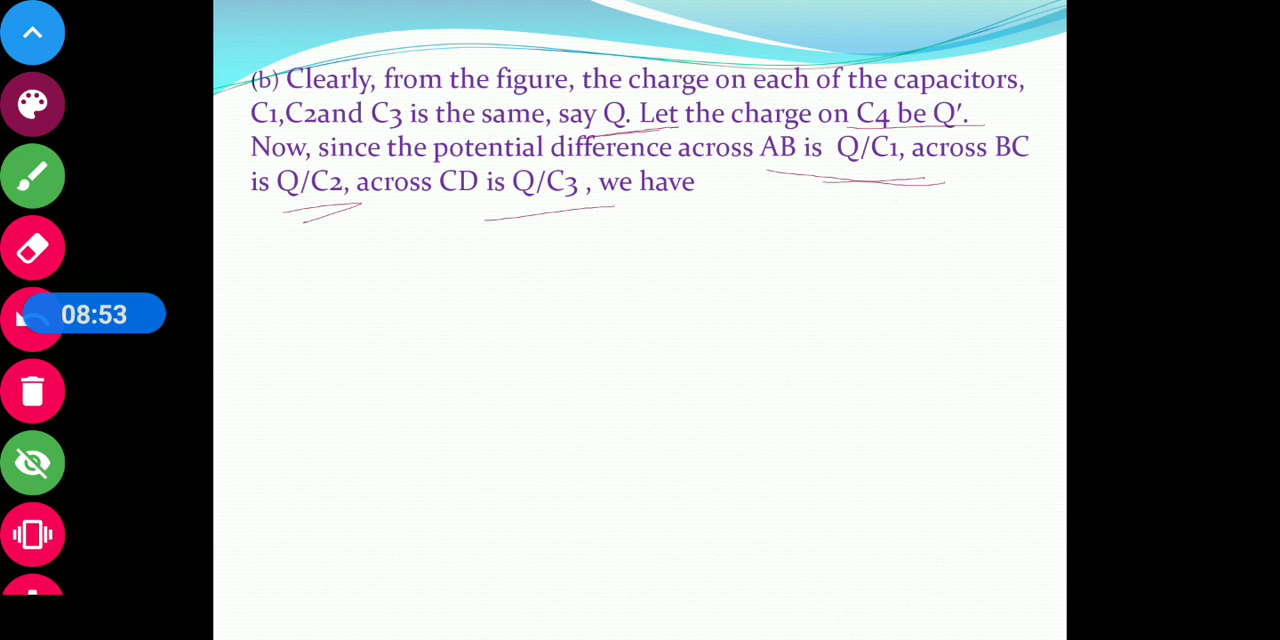 (b) Clearly, from the figure, the charge on each of the capacitors,
C1,C2and C3 is the same, say Q. Let the charge on C4 be Q′.
Now, since the potential difference across AB is Q/C1, across BC
is Q/C2, across CD is Q/C3 , we have
08:53